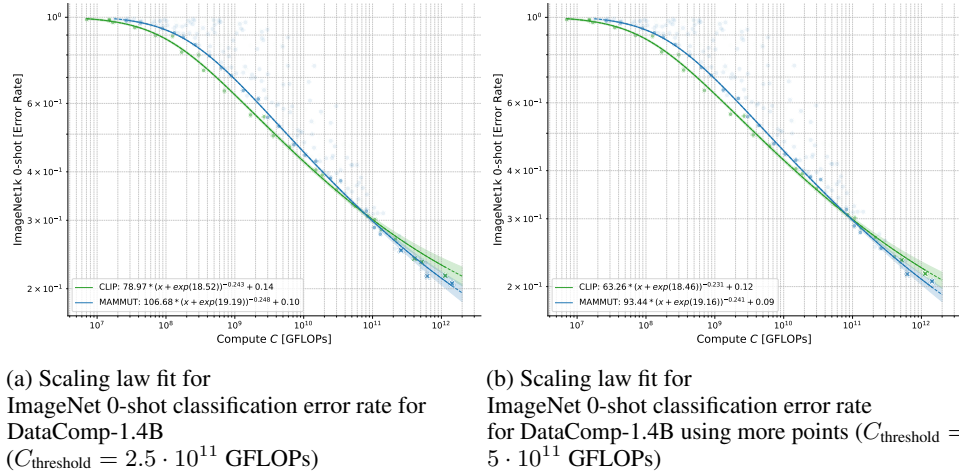 10⁰
6 × 10⁻¹
4 × 10⁻¹
3 × 10⁻¹
2 × 10⁻¹
ImageNet1k 0-shot [Error Rate]
CLIP: 78.97 * (x + exp(18.52))⁻⁰·²⁴³ + 0.14
MAMMUT: 106.68 * (x + exp(19.19))⁻⁰·²⁴⁸ + 0.10
10⁷ 10⁸ 10⁹ 10¹⁰ 10¹¹ 10¹²
Compute C [GFLOPs]
10⁰
6 × 10⁻¹
4 × 10⁻¹
3 × 10⁻¹
2 × 10⁻¹
ImageNet1k 0-shot [Error Rate]
CLIP: 63.26 * (x + exp(18.46))⁻⁰·²³¹ + 0.12
MAMMUT: 93.44 * (x + exp(19.16))⁻⁰·²⁴¹ + 0.09
10⁷ 10⁸ 10⁹ 10¹⁰ 10¹¹ 10¹²
Compute C [GFLOPs]
(a) Scaling law fit for
ImageNet 0-shot classification error rate for
DataComp-1.4B
(C_threshold = 2.5 · 10¹¹ GFLOPs)
(b) Scaling law fit for
ImageNet 0-shot classification error rate
for DataComp-1.4B using more points (C_threshold =
5 · 10¹¹ GFLOPs)